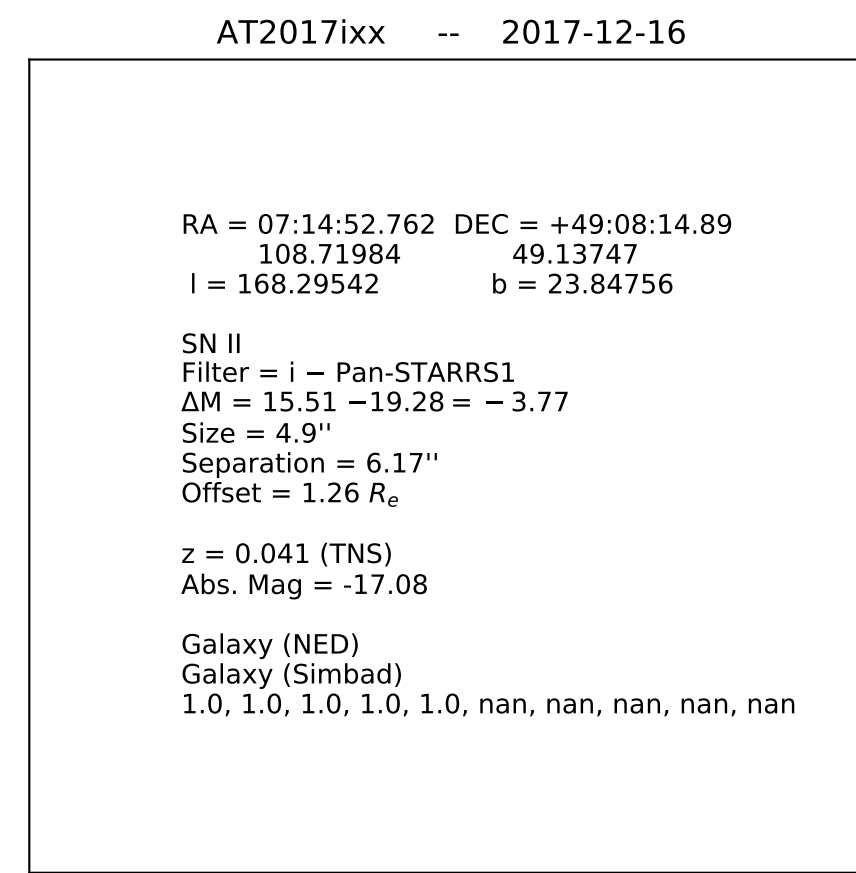 AT2017ixx -- 2017-12-16
RA = 07:14:52.762 DEC = +49:08:14.89
108.71984 49.13747
l = 168.29542 b = 23.84756
SN II
Filter = i − Pan-STARRS1
ΔM = 15.51 −19.28 = − 3.77
Size = 4.9''
Separation = 6.17''
Offset = 1.26 Re
z = 0.041 (TNS)
Abs. Mag = -17.08
Galaxy (NED)
Galaxy (Simbad)
1.0, 1.0, 1.0, 1.0, 1.0, nan, nan, nan, nan, nan